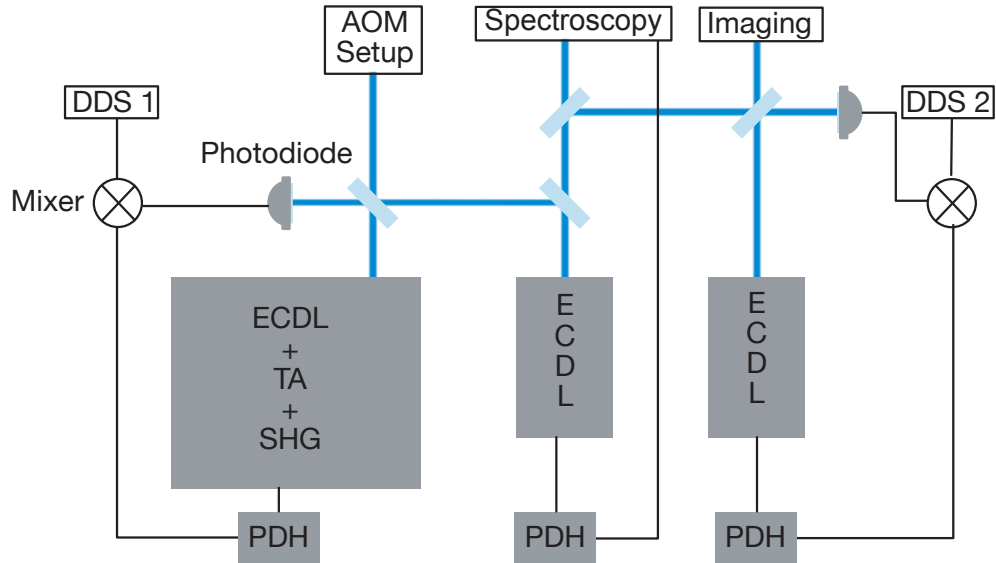 AOM
Setup
Spectroscopy
Imaging
DDS 1
DDS 2
Photodiode
Mixer
ECDL
+
TA
+
SHG
E
C
D
L
E
C
D
L
PDH
PDH
PDH